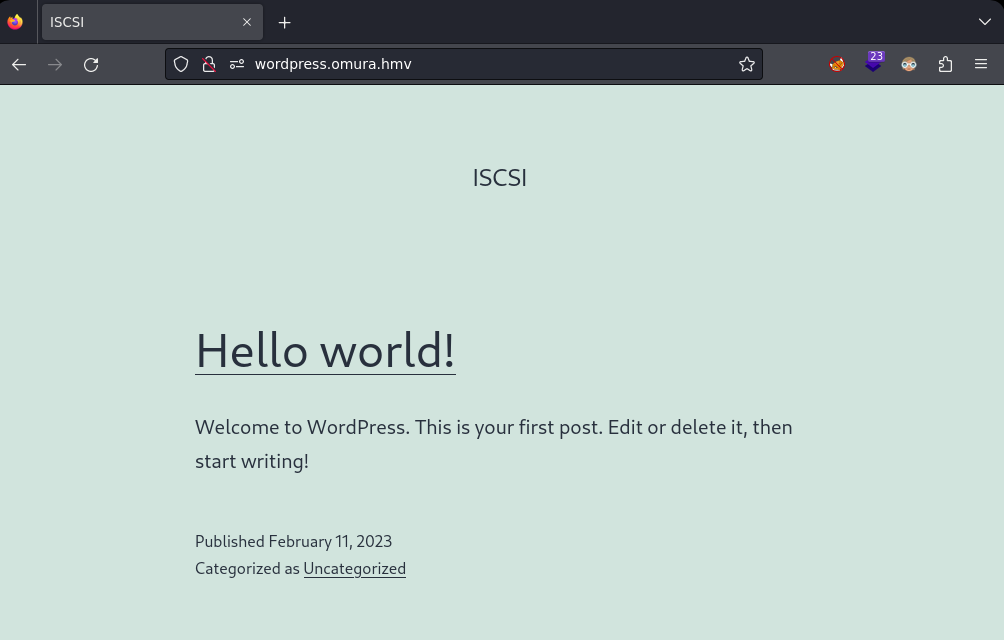 ISCSI
wordpress.omura.hmv
23
ISCSI
Hello world!
Welcome to WordPress. This is your first post. Edit or delete it, then
start writing!
Published February 11, 2023
Categorized as Uncategorized